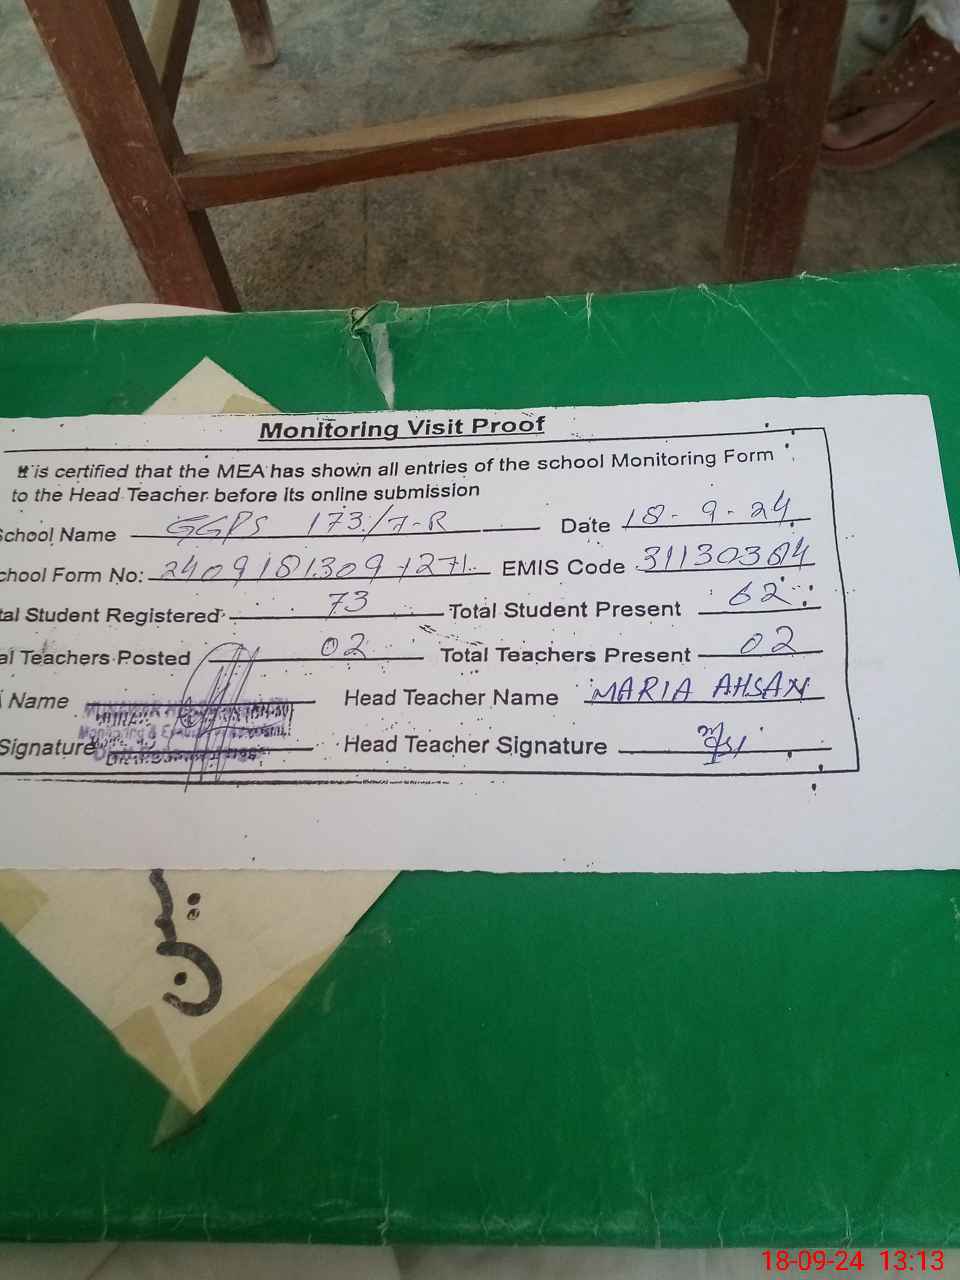 Monitoring Visit Proof
It is certified that the MEA has shown all entries of the school Monitoring Form
to the Head Teacher before its online submission
School Name GGPS 173/7-R Date 18-9-24
School Form No: 2409181309 1271 EMIS Code 31130364
tal Student Registered 73 Total Student Present 62
al Teachers Posted 02 Total Teachers Present 02
Name Head Teacher Name MARIA AHSAN
Monitoring &
Signature Head Teacher Signature
18-09-24 13:13